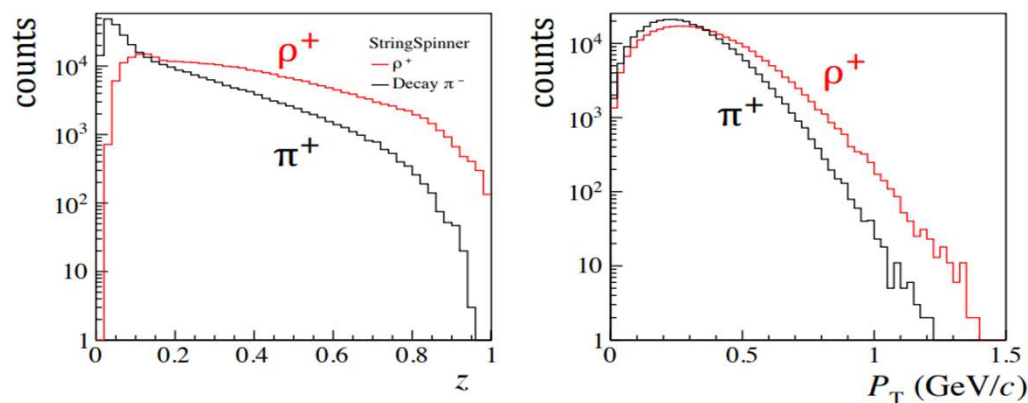 counts
10⁴
10³
10²
10
1
0
0.2
0.4
0.6
0.8
1
z
ρ⁺
π⁺
StringSpinner
ρ⁺
Decay π⁻
counts
10⁴
10³
10²
10
1
0
0.5
1
1.5
P_T (GeV/c)
ρ⁺
π⁺